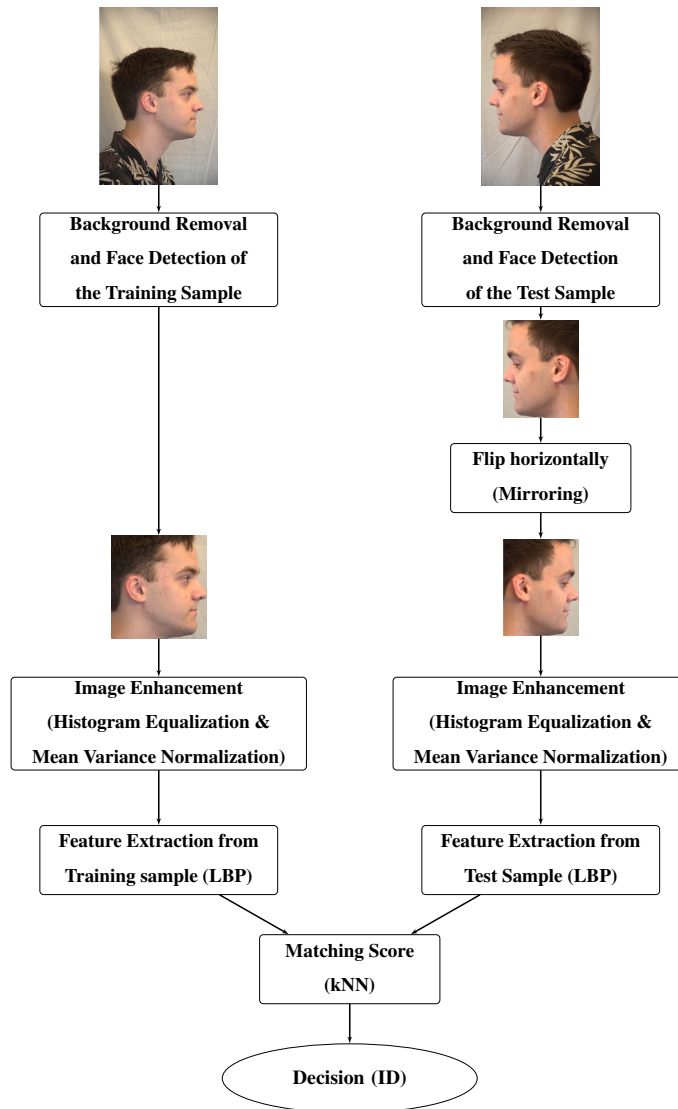 Background Removal
and Face Detection of
the Training Sample
Background Removal
and Face Detection
of the Test Sample
Flip horizontally
(Mirroring)
Image Enhancement
(Histogram Equalization &
Mean Variance Normalization)
Image Enhancement
(Histogram Equalization &
Mean Variance Normalization)
Feature Extraction from
Training sample (LBP)
Feature Extraction from
Test Sample (LBP)
Matching Score
(kNN)
Decision (ID)